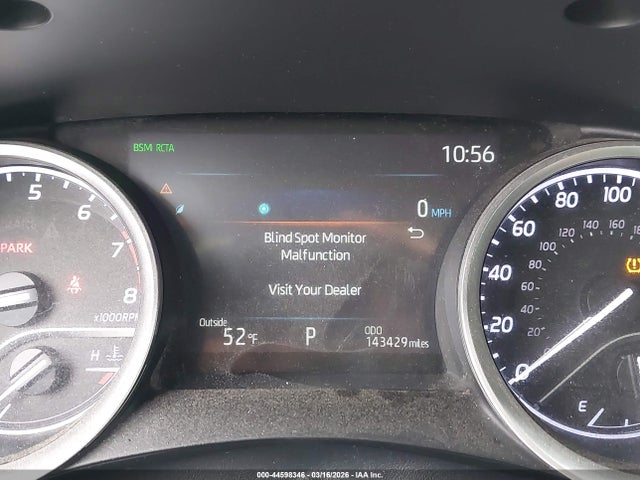 BSM RCTA
10:56
0 MPH
Blind Spot Monitor
Malfunction
Visit Your Dealer
Outside
52°F
P
ODO
143429 miles
5
6
7
8
x1000RPM
PARK
H
0
20
40
60
80
100
20
40
60
80
100
120
140
160
E
000-44598346 - 03/16/2026 - IAA Inc.